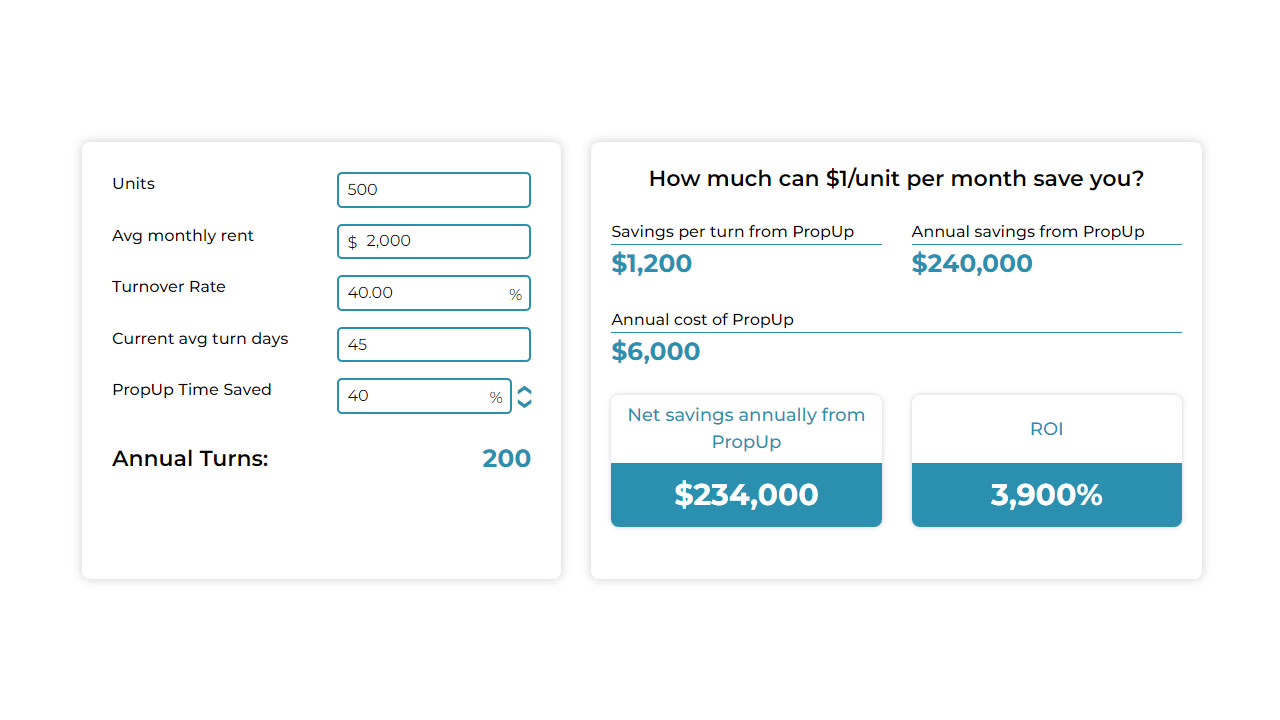 Units
500
Avg monthly rent
$ 2,000
Turnover Rate
40.00 %
Current avg turn days
45
PropUp Time Saved
40 %
Annual Turns: 200
How much can $1/unit per month save you?
Savings per turn from PropUp
$1,200
Annual savings from PropUp
$240,000
Annual cost of PropUp
$6,000
Net savings annually from
PropUp
$234,000
ROI
3,900%